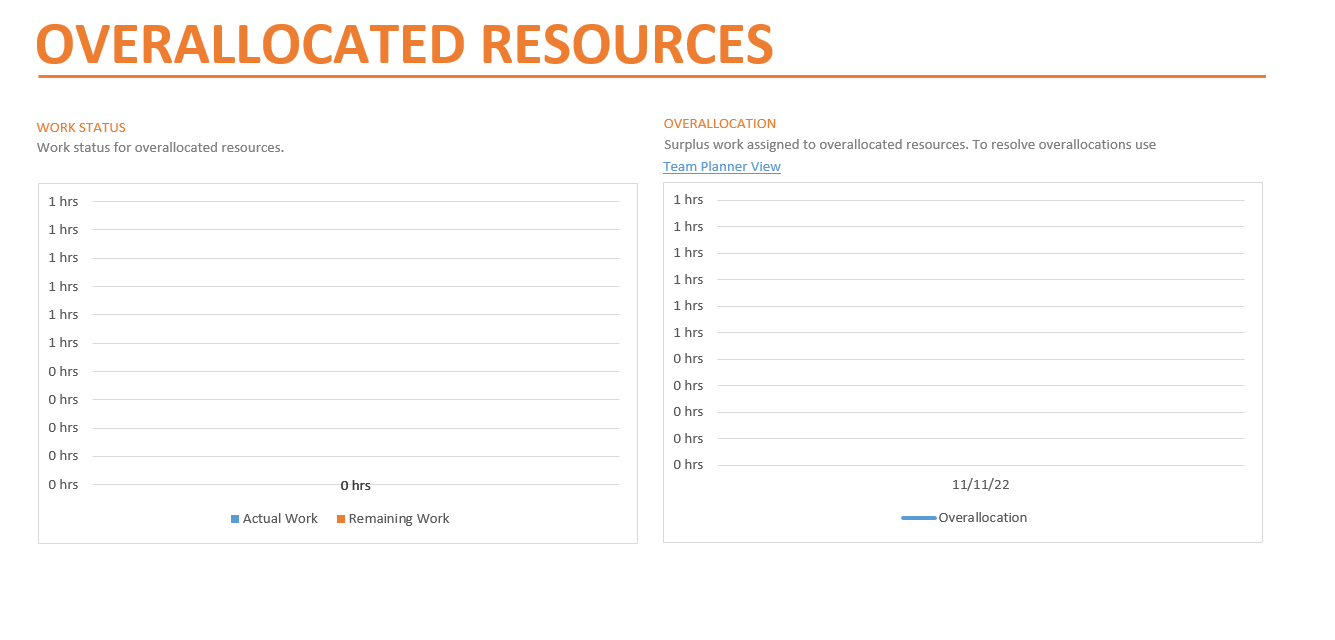 OVERALLOCATED RESOURCES
WORK STATUS
Work status for overallocated resources.
1 hrs
1 hrs
1 hrs
1 hrs
1 hrs
1 hrs
0 hrs
0 hrs
0 hrs
0 hrs
0 hrs
0 hrs
Actual Work
Remaining Work
OVERALLOCATION
Surplus work assigned to overallocated resources. To resolve overallocations use
Team Planner View
1 hrs
1 hrs
1 hrs
1 hrs
1 hrs
1 hrs
0 hrs
0 hrs
0 hrs
0 hrs
0 hrs
11/11/22
Overallocation